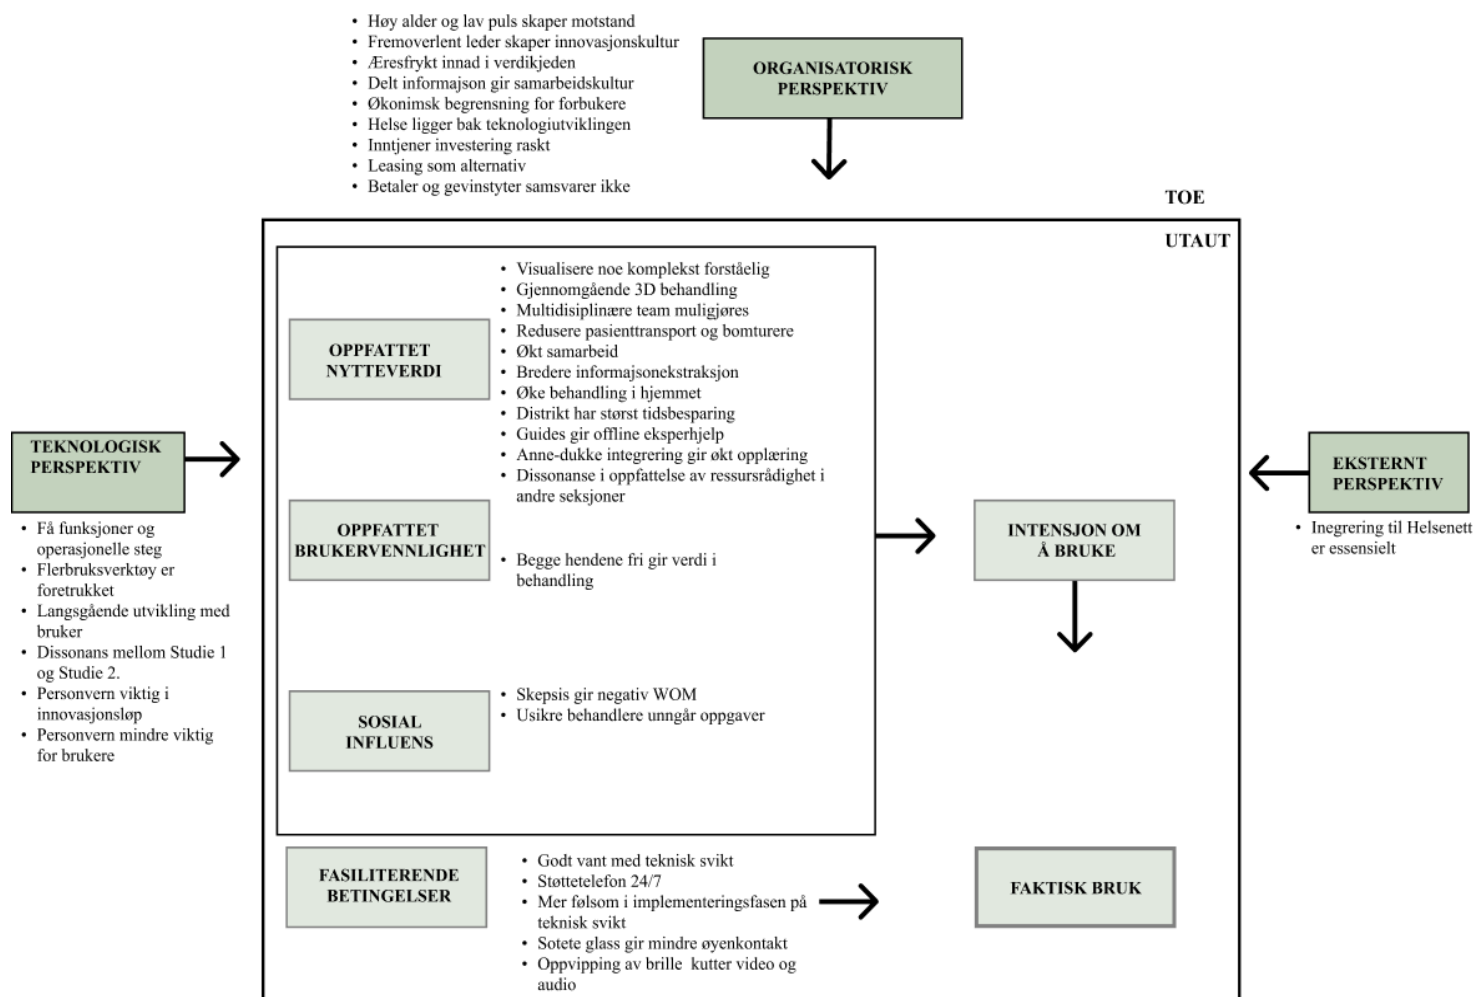 • Høy alder og lav puls skaper motstand
• Fremoverlent leder skaper innovasjonskultur
• Æresfrykt innad i verdikjeden
• Delt informajson gir samarbeidskultur
• Økonimsk begrensning for forbukere
• Helse ligger bak teknologiutviklingen
• Inntjener investering raskt
• Leasing som alternativ
• Betaler og gevinstyter samsvarer ikke
ORGANISATORISK
PERSPEKTIV
TOE
UTAUT
OPPFATTET
NYTTEVERDI
• Visualisere noe komplekst forståelig
• Gjennomgående 3D behandling
• Multidisiplinære team muligjøres
• Redusere pasienttransport og bomturere
• Økt samarbeid
• Bredere informajsonekstraksjon
• Øke behandling i hjemmet
• Distrikt har størst tidsbesparing
• Guides gir offline eksperhjelp
• Anne-dukke integrering gir økt opplæring
• Dissonanse i oppfattelse av ressursrådighet i
andre seksjoner
TEKNOLOGISK
PERSPEKTIV
• Få funksjoner og
operasjonelle steg
• Flerbruksverktøy er
foretrukket
• Langsgående utvikling med
bruker
• Dissonans mellom Studie 1
og Studie 2.
• Personvern viktig i
innovasjonsløp
• Personvern mindre viktig
for brukere
OPPFATTET
BRUKERVENNLIGHET
• Begge hendene fri gir verdi i
behandling
INTENSJON OM
Å BRUKE
EKSTERNT
PERSPEKTIV
• Inegrering til Helsenett
er essensielt
SOSIAL
INFLUENS
• Skepsis gir negativ WOM
• Usikre behandlere unngår oppgaver
FASILITERENDE
BETINGELSER
• Godt vant med teknisk svikt
• Støttetelefon 24/7
• Mer følsom i implementeringsfasen på
teknisk svikt
• Sotete glass gir mindre øyenkontakt
• Oppvipping av brille kutter video og
audio
FAKTISK BRUK